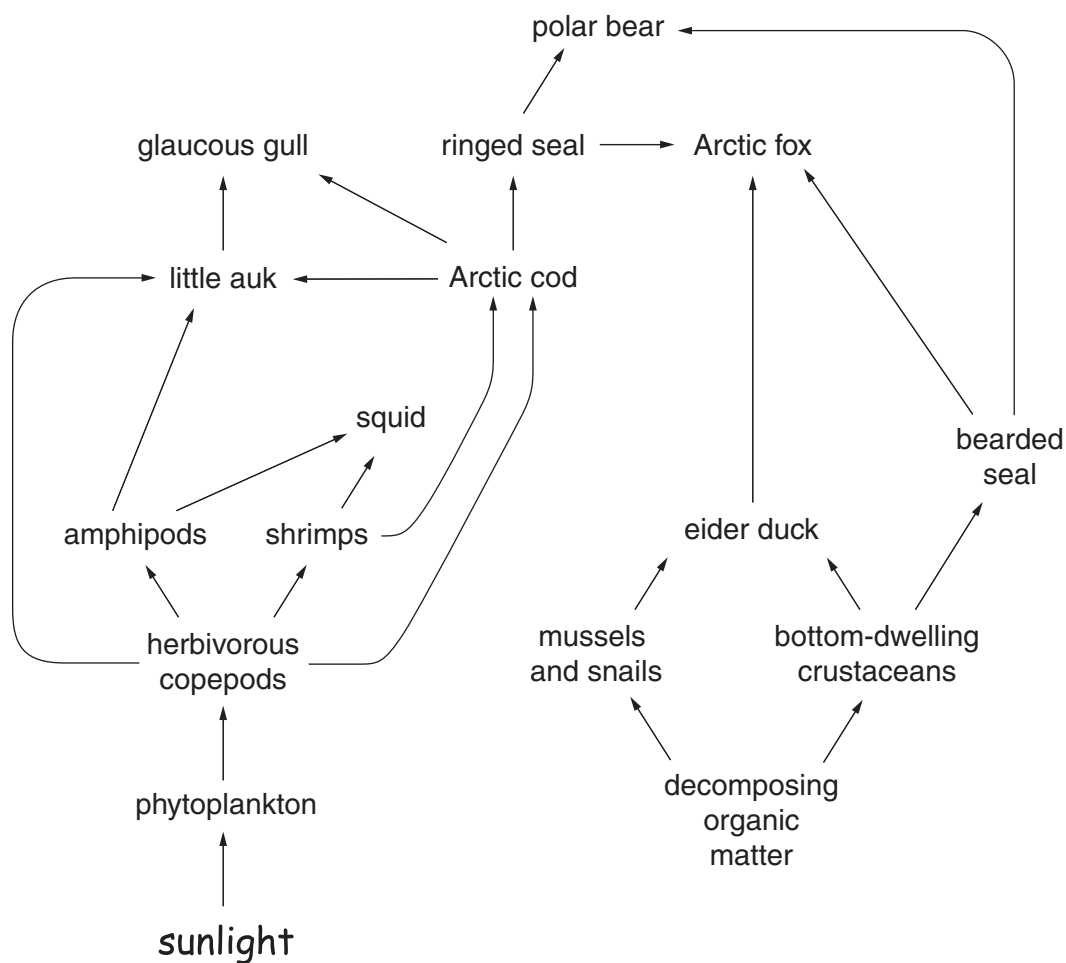 polar bear
glaucous gull
ringed seal
Arctic fox
little auk
Arctic cod
squid
bearded
seal
amphipods
shrimps
eider duck
herbivorous
copepods
mussels
and snails
bottom-dwelling
crustaceans
phytoplankton
decomposing
organic
matter
sunlight